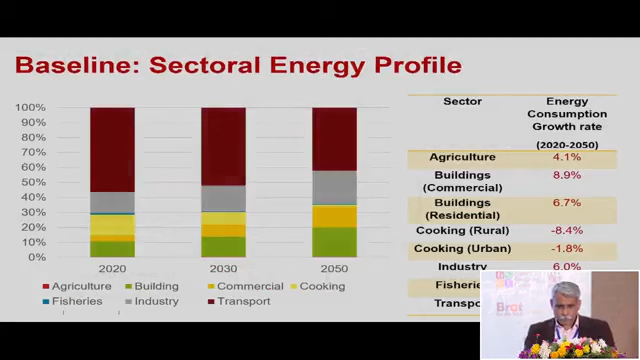 Baseline: Sectoral Energy Profile
100%
90%
80%
70%
60%
50%
40%
30%
20%
10%
0%
2020
2030
2050
Agriculture
Building
Commercial
Cooking
Fisheries
Industry
Transport
Sector Energy Consumption Growth rate (2020-2050)
Agriculture 4.1%
Buildings (Commercial) 8.9%
Buildings (Residential) 6.7%
Cooking (Rural) -8.4%
Cooking (Urban) -1.8%
Industry 6.0%